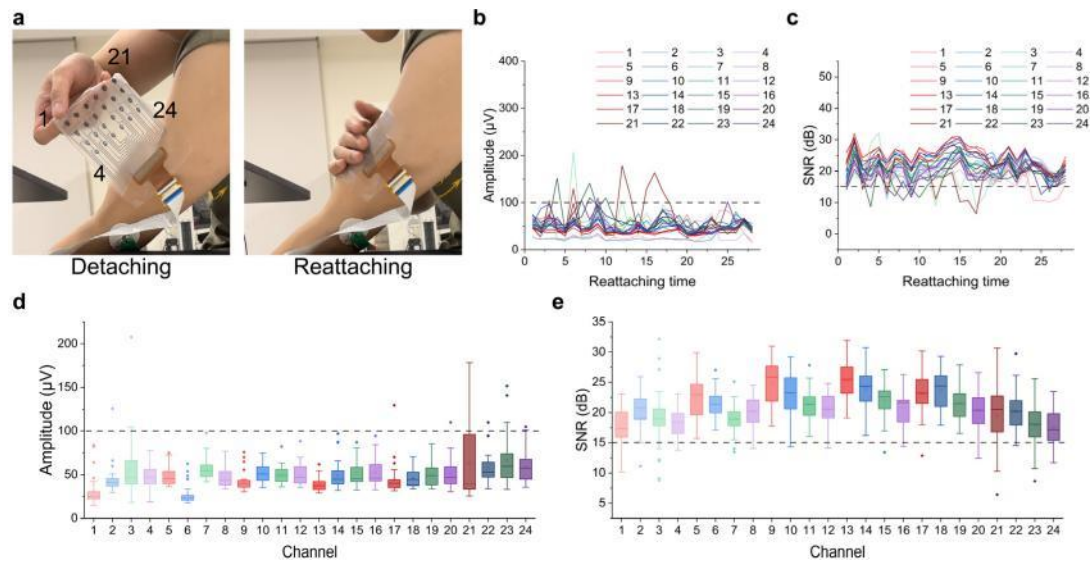 a
21
1
24
4
Detaching
Reattaching
b
1 2 3 4
5 6 7 8
9 10 11 12
13 14 15 16
17 18 19 20
21 22 23 24
400
300
200
100
0
Amplitude (µV)
0 5 10 15 20 25
Reattaching time
c
1 2 3 4
5 6 7 8
9 10 11 12
13 14 15 16
17 18 19 20
21 22 23 24
50
40
30
20
10
0
SNR (dB)
0 5 10 15 20 25
Reattaching time
d
200
150
100
50
0
Amplitude (µV)
1 2 3 4 5 6 7 8 9 10 11 12 13 14 15 16 17 18 19 20 21 22 23 24
Channel
e
35
30
25
20
15
10
5
SNR (dB)
1 2 3 4 5 6 7 8 9 10 11 12 13 14 15 16 17 18 19 20 21 22 23 24
Channel